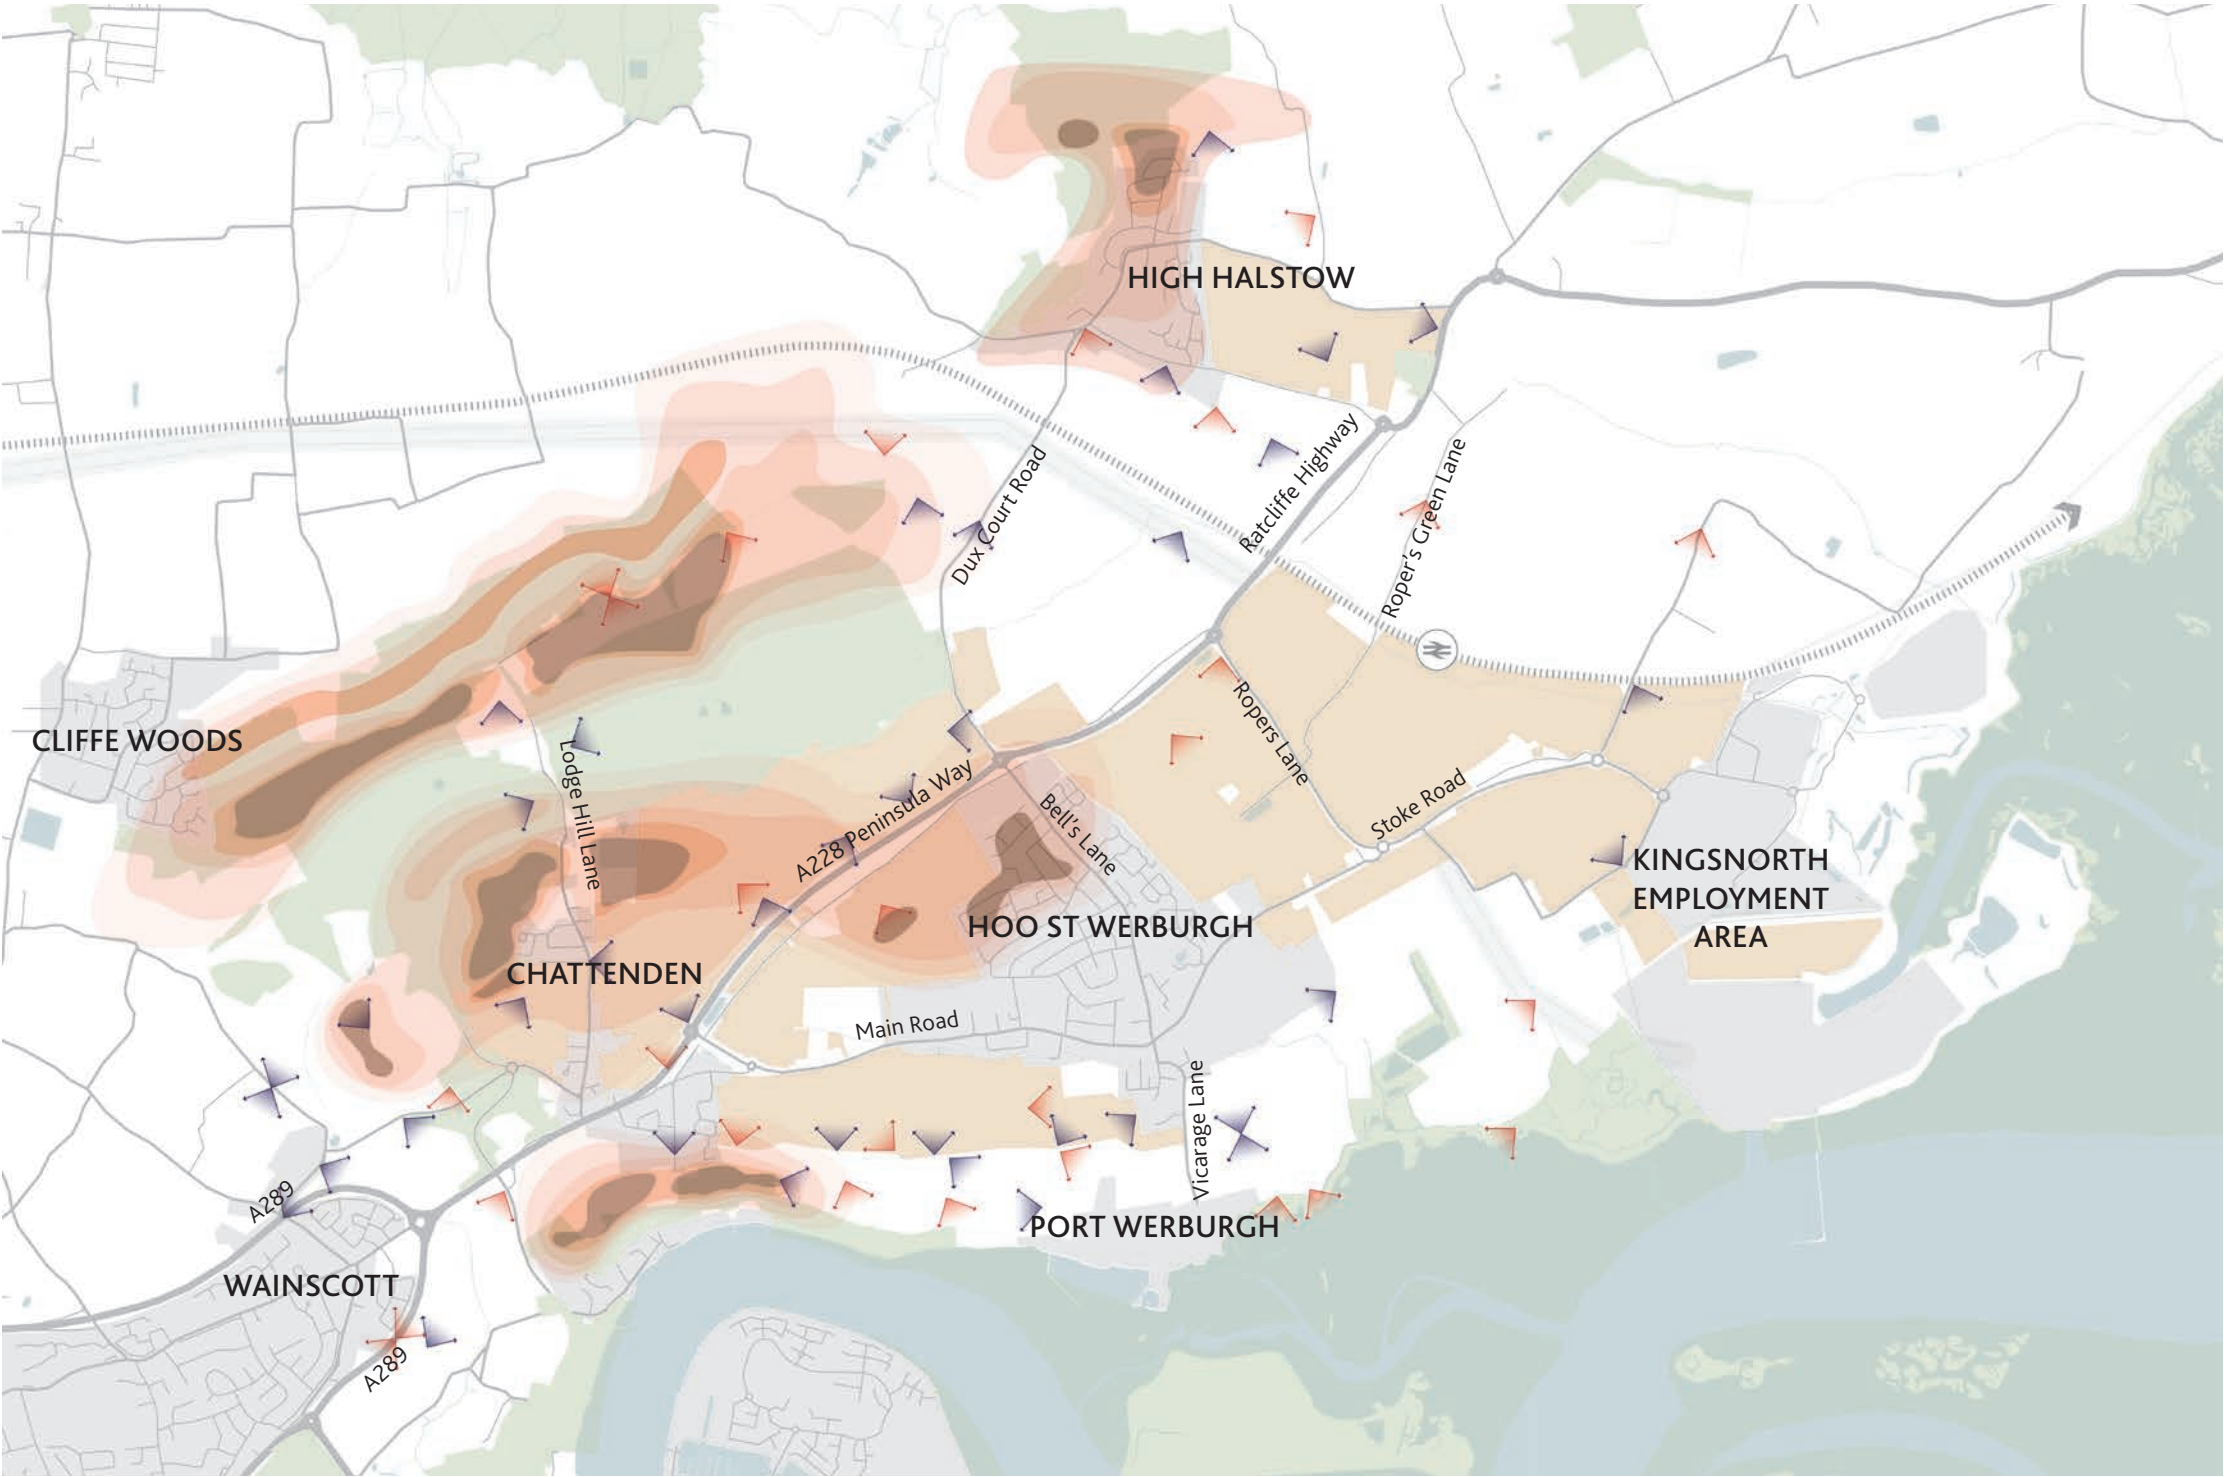 HIGH HALSTOW
Ratcliffe Highway
Dux Court Road
Roper's Green Lane
CLIFFE WOODS
Lodge Hill Lane
Ropers Lane
A228 Peninsula Way
Bell's Lane
Stoke Road
KINGSNORTH
EMPLOYMENT
AREA
HOO ST WERBURGH
CHATTENDEN
Main Road
Vicarage Lane
A289
PORT WERBURGH
WAINSCOTT
A289